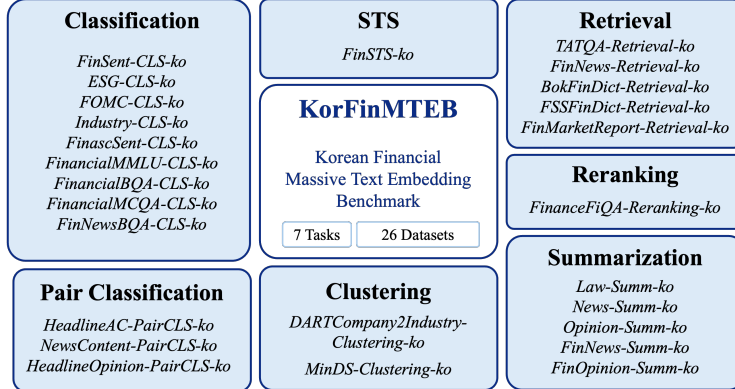 Classification
FinSent-CLS-ko
ESG-CLS-ko
FOMC-CLS-ko
Industry-CLS-ko
FinascSent-CLS-ko
FinancialMMLU-CLS-ko
FinancialBQA-CLS-ko
FinancialMCQA-CLS-ko
FinNewsBQA-CLS-ko
STS
FinSTS-ko
Retrieval
TATQA-Retrieval-ko
FinNews-Retrieval-ko
BokFinDict-Retrieval-ko
FSSFinDict-Retrieval-ko
FinMarketReport-Retrieval-ko
KorFinMTEB
Korean Financial
Massive Text Embedding
Benchmark
7 Tasks
26 Datasets
Reranking
FinanceFiQA-Reranking-ko
Pair Classification
HeadlineAC-PairCLS-ko
NewsContent-PairCLS-ko
HeadlineOpinion-PairCLS-ko
Clustering
DARTCompany2Industry-
Clustering-ko
MinDS-Clustering-ko
Summarization
Law-Summ-ko
News-Summ-ko
Opinion-Summ-ko
FinNews-Summ-ko
FinOpinion-Summ-ko